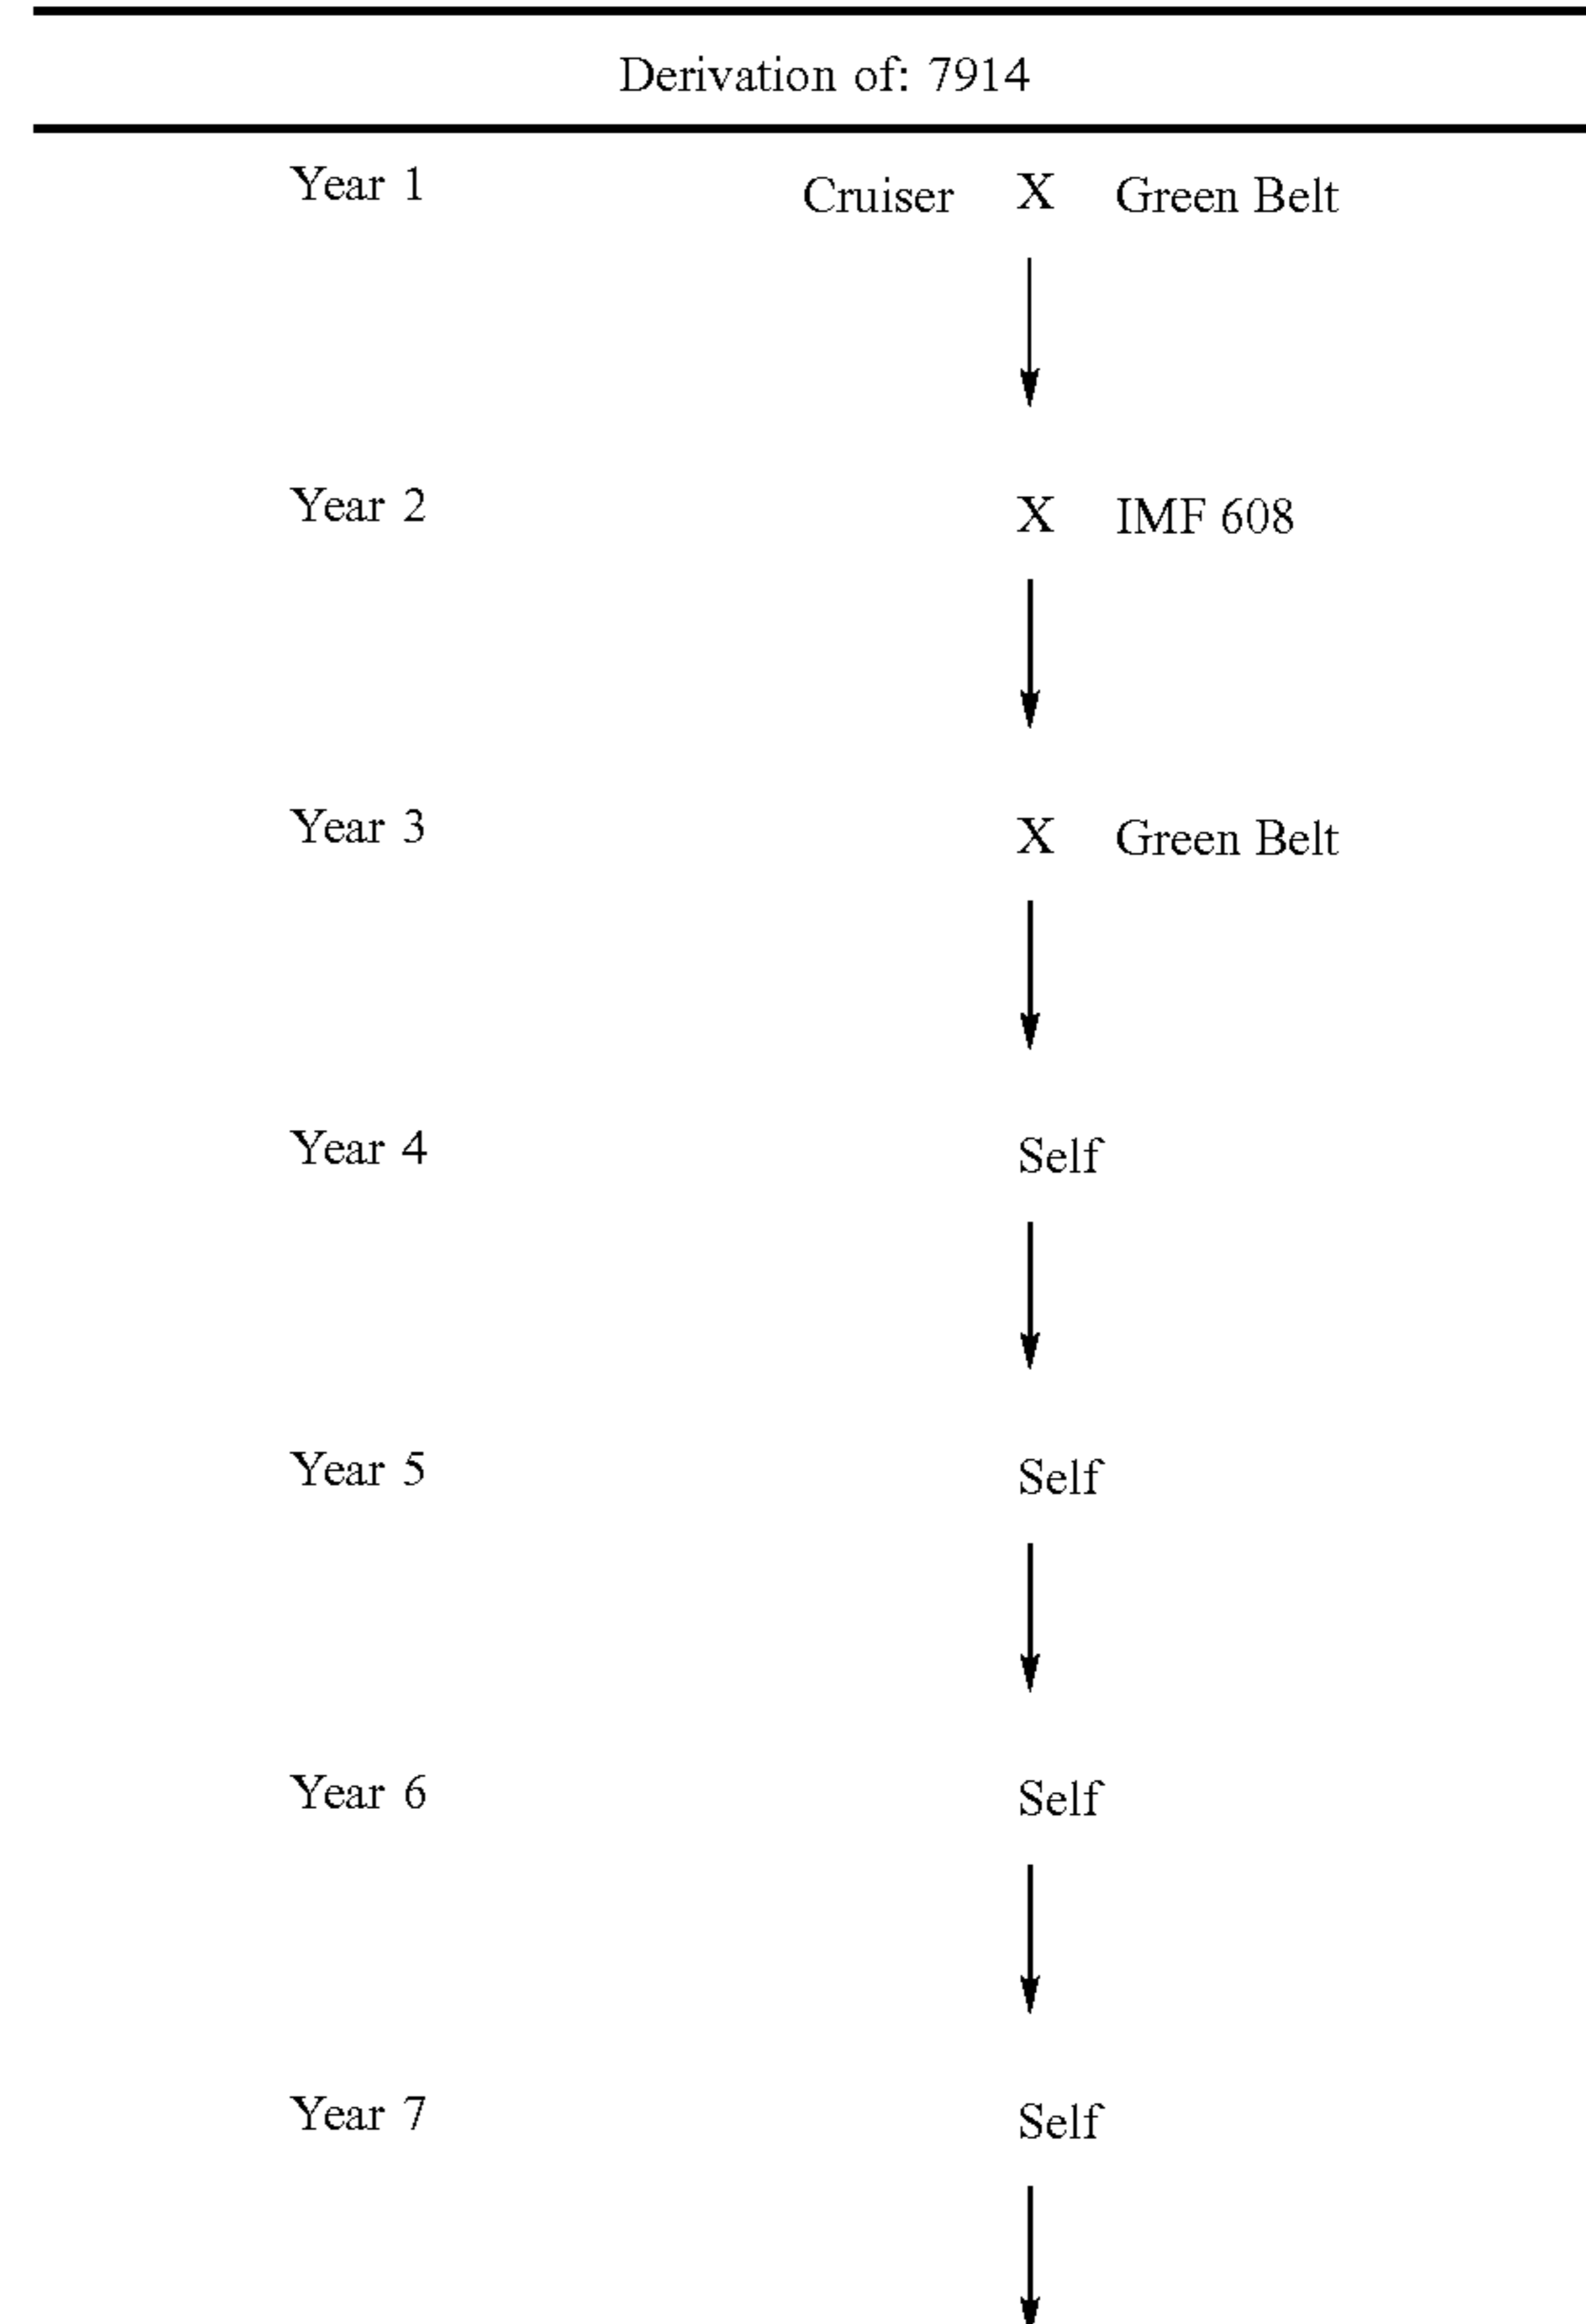 Derivation of: 7914
Year 1 Cruiser X Green Belt
Year 2 X IMF 608
Year 3 X Green Belt
Year 4 Self
Year 5 Self
Year 6 Self
Year 7 Self